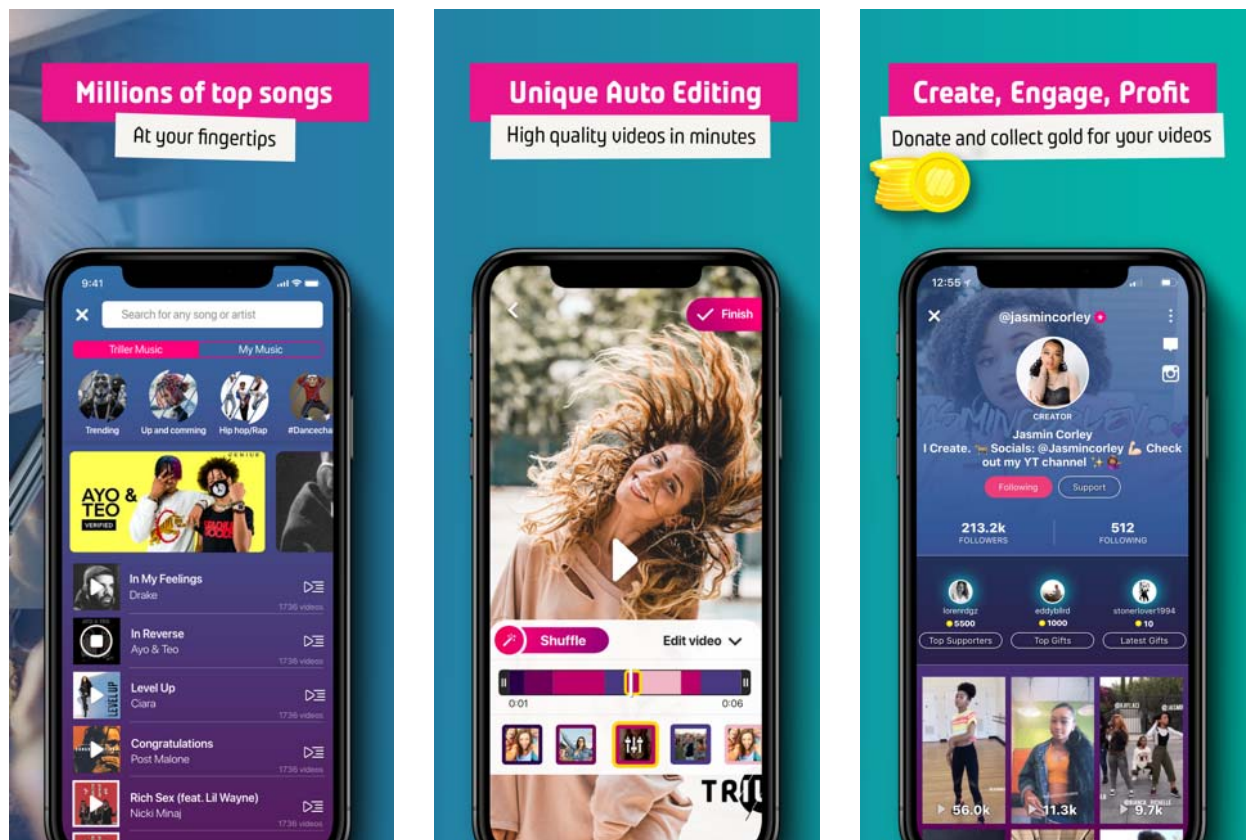 Millions of top songs
At your fingertips
9:41
Search for any song or artist
Triller Music
My Music
Trending
Up and comming
Hip hop/Rap
#Dancecha
GENIUS
AYO &
TEO
VERIFIED
In My Feelings
Drake
1736 videos
In Reverse
Ayo & Teo
1736 videos
LEVEL UP
Level Up
Ciara
1736 videos
Congratulations
Post Malone
1736 videos
Rich Sex (feat. Lil Wayne)
Nicki Minaj
1736 videos
Unique Auto Editing
High quality videos in minutes
Finish
Shuffle
Edit video
0:01
0:06
TRIL
Create, Engage, Profit
Donate and collect gold for your videos
12:55
@jasmincorley
CREATOR
Jasmin Corley
I Create. Socials: @Jasmincorley Check
out my YT channel
Following
Support
213.2k
FOLLOWERS
512
FOLLOWING
lorenrdgz
5500
Top Supporters
eddybllrd
1000
Top Gifts
stonerlover1994
10
Latest Gifts
56.0k
11.3k
9.7k